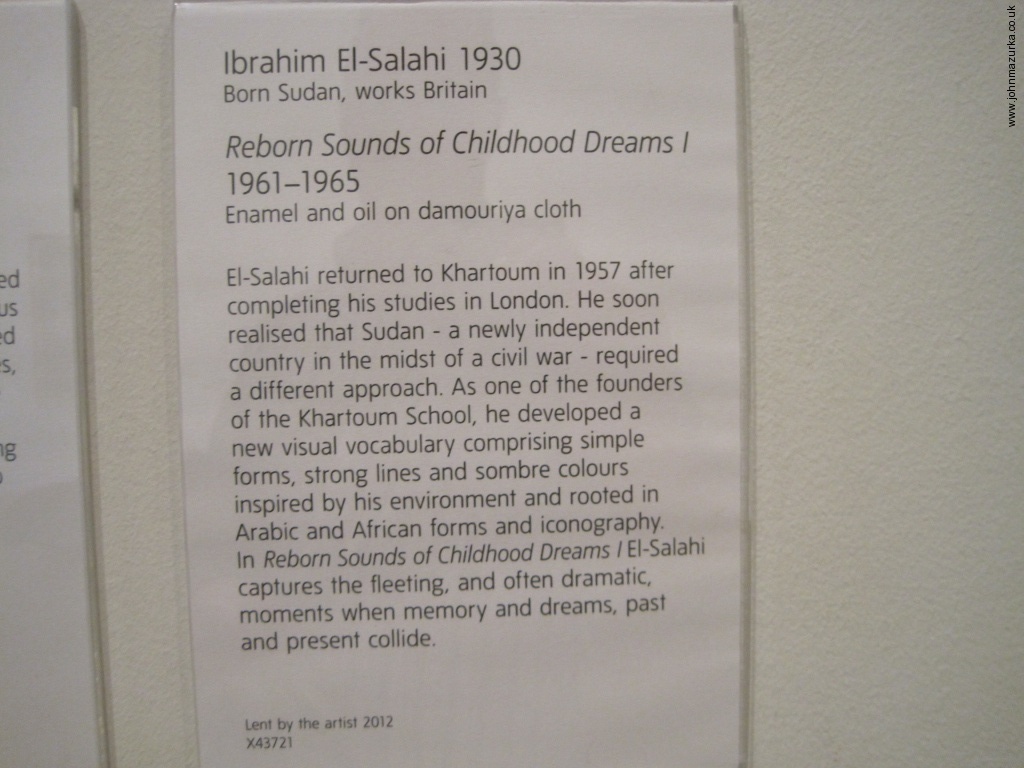 www.johnmazurka.co.uk
Ibrahim El-Salahi 1930
Born Sudan, works Britain
Reborn Sounds of Childhood Dreams I
1961–1965
Enamel and oil on damouriya cloth
El-Salahi returned to Khartoum in 1957 after
completing his studies in London. He soon
realised that Sudan - a newly independent
country in the midst of a civil war - required
a different approach. As one of the founders
of the Khartoum School, he developed a
new visual vocabulary comprising simple
forms, strong lines and sombre colours
inspired by his environment and rooted in
Arabic and African forms and iconography.
In Reborn Sounds of Childhood Dreams I El-Salahi
captures the fleeting, and often dramatic,
moments when memory and dreams, past
and present collide.
Lent by the artist 2012
X43721